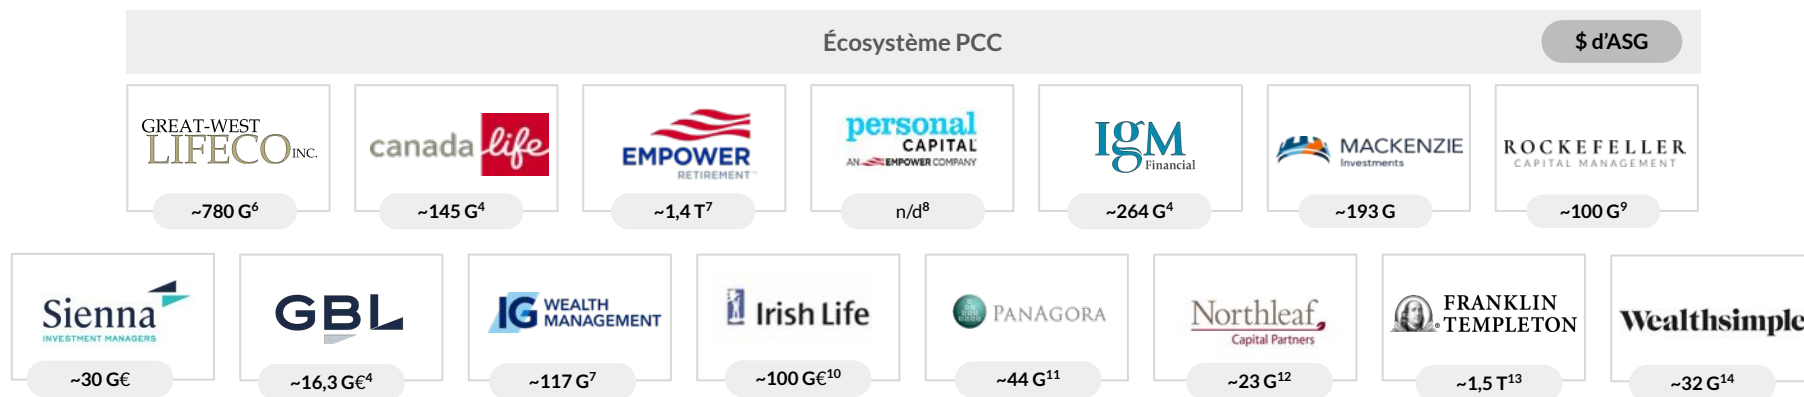 Écosystème PCC
$ d’ASG
GREAT-WEST
LIFECO INC.
canada life
EMPOWER
RETIREMENT™
personal
CAPITAL
AN EMPOWER COMPANY
IGM
Financial
MACKENZIE
Investments
ROCKEFELLER
CAPITAL MANAGEMENT
~780 G⁶
~145 G⁴
~1,4 T⁷
n/d⁸
~264 G⁴
~193 G
~100 G⁹
Sienna
INVESTMENT MANAGERS
GBL
IG WEALTH
MANAGEMENT
Irish Life
PANAGORA
Northleaf
Capital Partners
FRANKLIN
TEMPLETON
Wealthsimple
~30 G€
~16,3 G€⁴
~117 G⁷
~100 G€¹⁰
~44 G¹¹
~23 G¹²
~1,5 T¹³
~32 G¹⁴